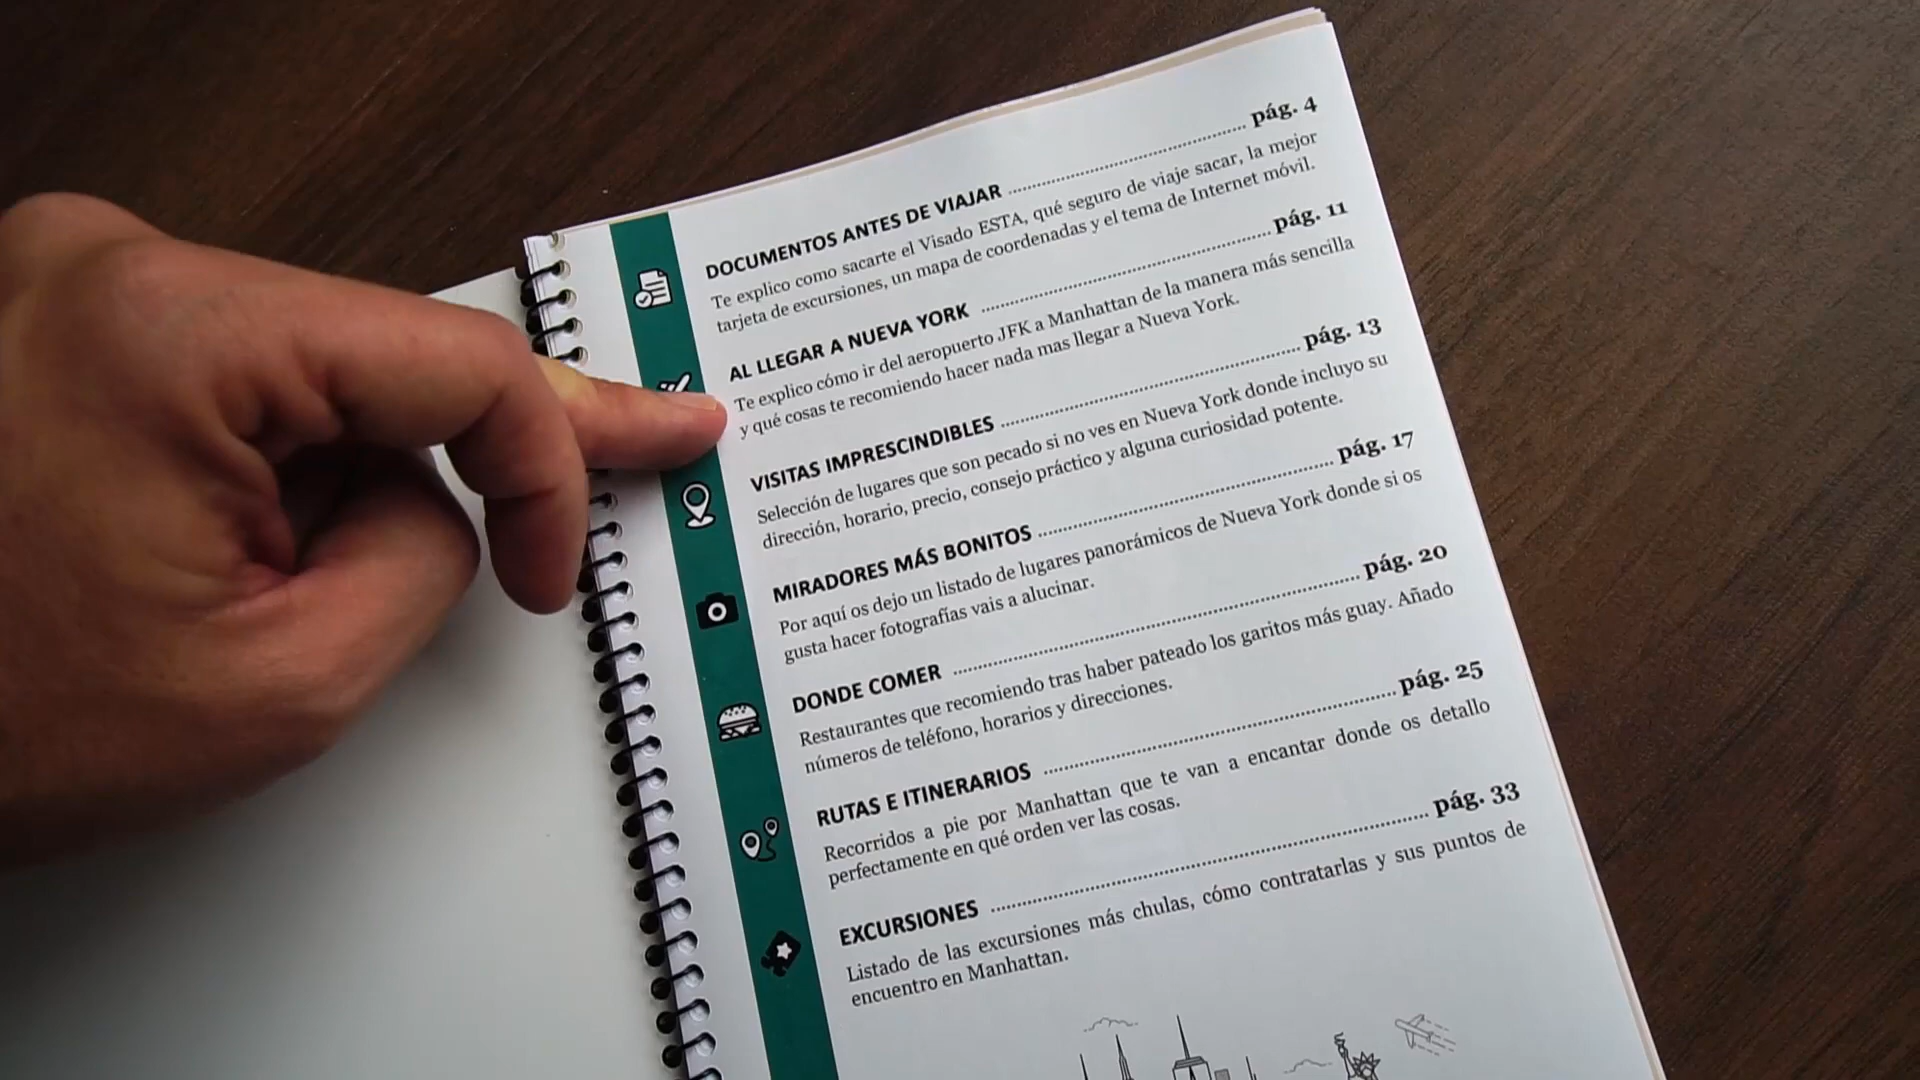 DOCUMENTOS ANTES DE VIAJAR ........ pág. 4
Te explico como sacarte el Visado ESTA, qué seguro de viaje sacar, la mejor
tarjeta de excursiones, un mapa de coordenadas y el tema de Internet móvil.
AL LLEGAR A NUEVA YORK ........ pág. 11
Te explico cómo ir del aeropuerto JFK a Manhattan de la manera más sencilla
y qué cosas te recomiendo hacer nada mas llegar a Nueva York.
VISITAS IMPRESCINDIBLES ........ pág. 13
Selección de lugares que son pecado si no ves en Nueva York donde incluyo su
dirección, horario, precio, consejo práctico y alguna curiosidad potente.
MIRADORES MÁS BONITOS ........ pág. 17
Por aquí os dejo un listado de lugares panorámicos de Nueva York donde si os
gusta hacer fotografías vais a alucinar.
DONDE COMER ........ pág. 20
Restaurantes que recomiendo tras haber pateado los garitos más guay. Añado
números de teléfono, horarios y direcciones.
RUTAS E ITINERARIOS ........ pág. 25
Recorridos a pie por Manhattan que te van a encantar donde os detallo
perfectamente en qué orden ver las cosas.
EXCURSIONES ........ pág. 33
Listado de las excursiones más chulas, cómo contratarlas y sus puntos de
encuentro en Manhattan.